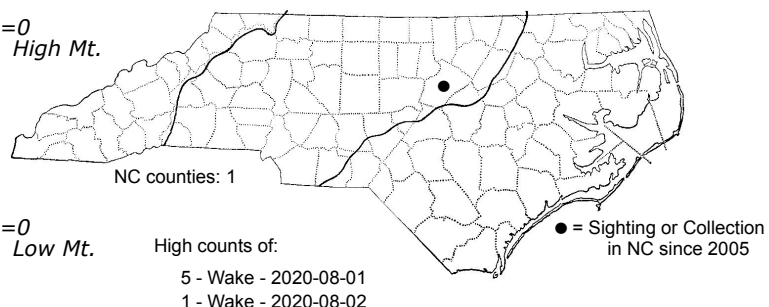 =0
High Mt.
NC counties: 1
=0
Low Mt.
High counts of:
5 - Wake - 2020-08-01
1 - Wake - 2020-08-02
● = Sighting or Collection
in NC since 2005